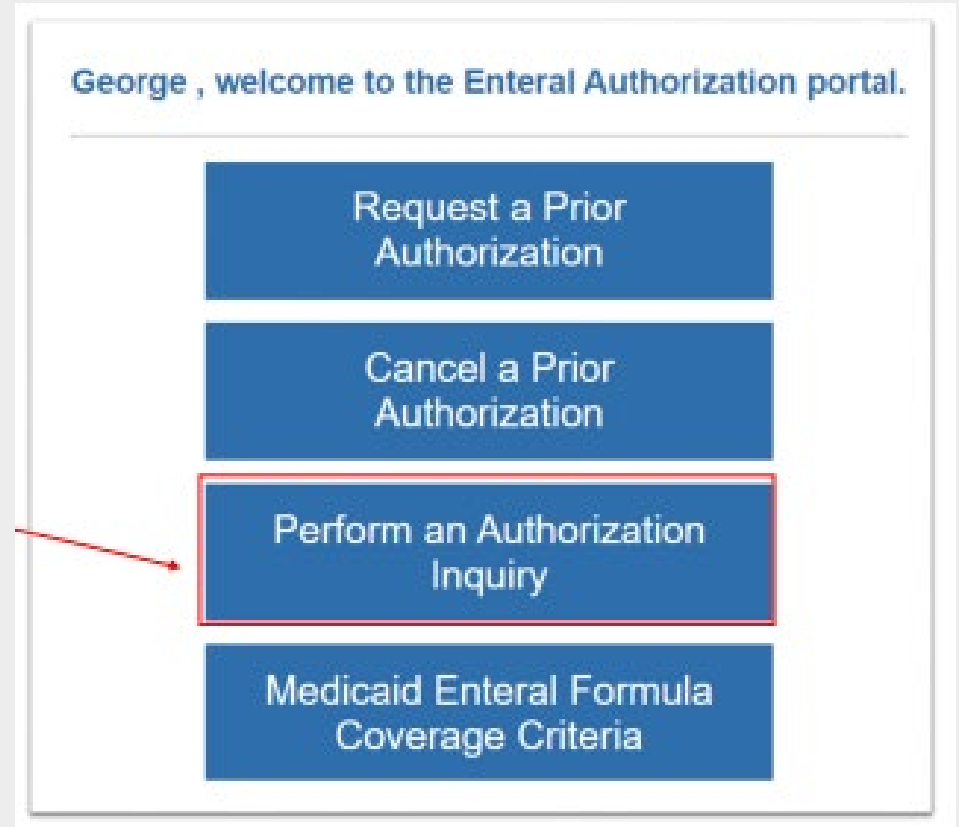 George , welcome to the Enteral Authorization portal.
Request a Prior
Authorization
Cancel a Prior
Authorization
Perform an Authorization
Inquiry
Medicaid Enteral Formula
Coverage Criteria